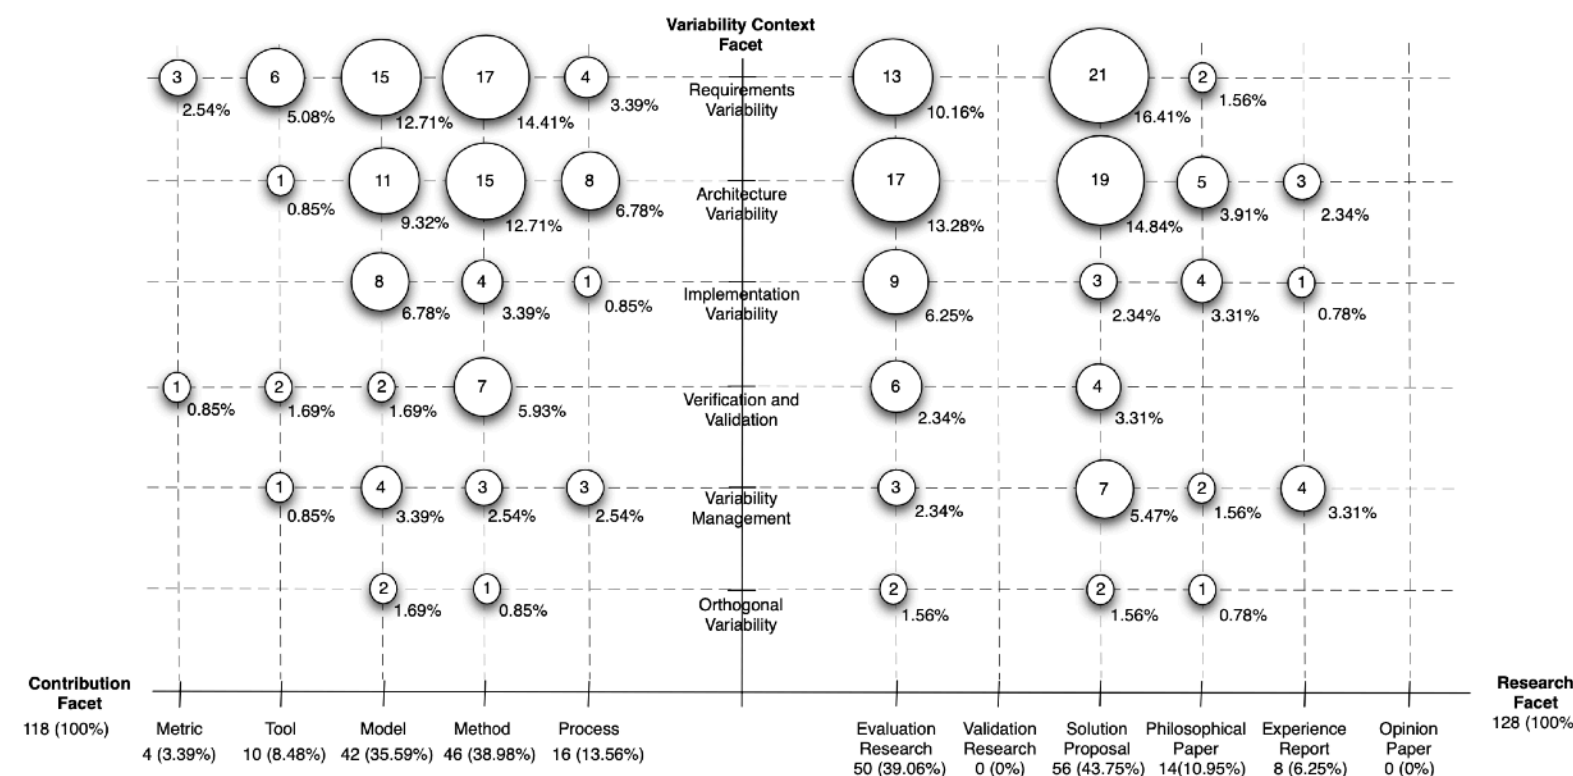 Variability Context
Facet
3 6 15 17 4 13 21 2
2.54% 5.08% 12.71% 14.41% 3.39% Requirements Variability 10.16% 16.41% 1.56%
1 11 15 8 17 19 5 3
0.85% 9.32% 12.71% 6.78% Architecture Variability 13.28% 14.84% 3.91% 2.34%
8 4 1 9 3 4 1
6.78% 3.39% 0.85% Implementation Variability 6.25% 2.34% 3.31% 0.78%
1 2 2 7 6 4
0.85% 1.69% 1.69% 5.93% Verification and Validation 2.34% 3.31%
1 4 3 3 3 7 2 4
0.85% 3.39% 2.54% 2.54% Variability Management 2.34% 5.47% 1.56% 3.31%
2 1 2 2 1
1.69% 0.85% Orthogonal Variability 1.56% 1.56% 0.78%
Contribution
Facet
118 (100%)
Metric
4 (3.39%)
Tool
10 (8.48%)
Model
42 (35.59%)
Method
46 (38.98%)
Process
16 (13.56%)
Evaluation
Research
50 (39.06%)
Validation
Research
0 (0%)
Solution
Proposal
56 (43.75%)
Philosophical
Paper
14(10.95%)
Experience
Report
8 (6.25%)
Opinion
Paper
0 (0%)
Research
Facet
128 (100%